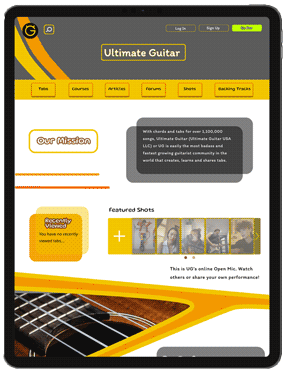 G
Log In
Sign Up
Go Pro
Ultimate Guitar
Tabs
Courses
Articles
Forums
Shots
Backing Tracks
Our Mission
With chords and tabs for over 1,100,000
songs, Ultimate Guitar (Ultimate Guitar USA
LLC) or UG is easily the most badass and
fastest growing guitarist community in the
world that creates, learns and shares tabs.
Recently
Viewed
You have no recently
viewed tabs...
Featured Shots
This is UG's online Open Mic. Watch
others or share your own performance!